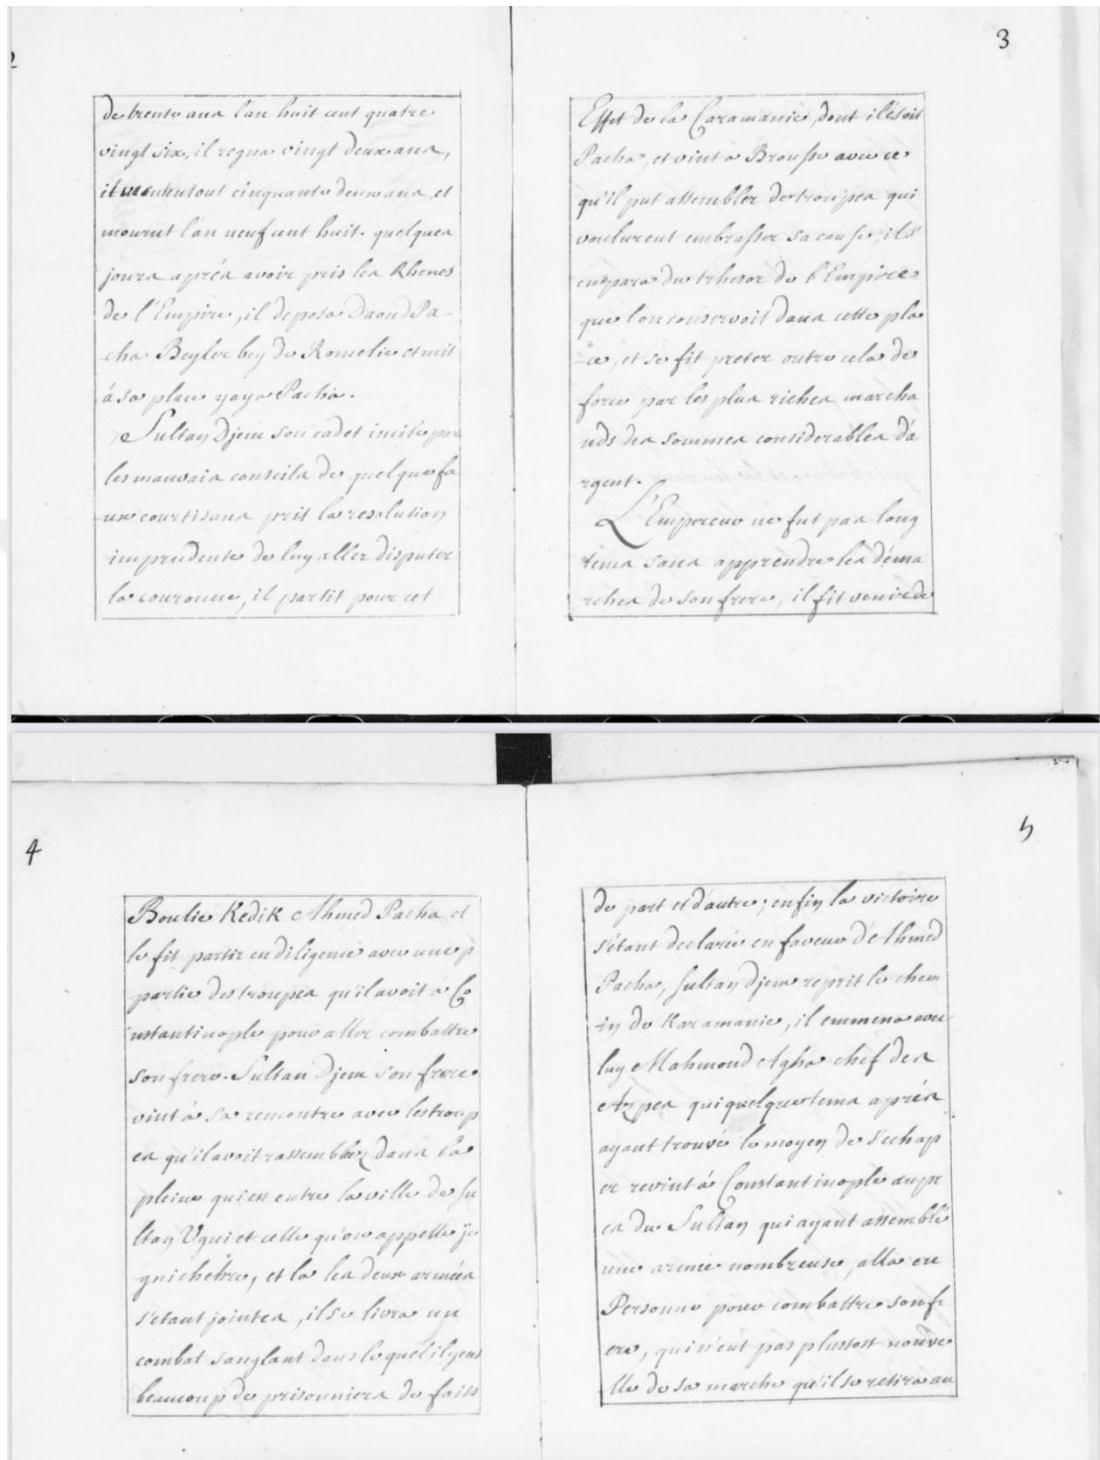 2
de trente ans l'an huit cent quatre
vingt six, il regna vingt deux ans,
il vecut en tout cinquante deux ans, et
mourut l'an neuf cent huit. quelques
jours aprés avoir pris les Rhenes
de l'Empire, il deposa Daoud Pa-
-cha Beyler bey de Romelie et mit
á sa place yaya Pacha.
Sultan Djem son cadet incité par
les mauvais conseils de quelques fa
-ux courtisans prit la resolution
imprudente de luy aller disputer
la couronne, il partit pour cet
3
Effet de la Caramanie, dont il étoit
Pacha, et vint a Brousse avec ce
qu'il put assembler de troupes qui
voulurent embrasser sa cause, il s'
empara du trhesor de l'Empire
que l'on conservoit dans cette pla
-ce, et se fit preter outre cela de
force par les plus riches marcha
nds des sommes considerables d'a
rgent.
L'Empereur ne fut pas long
tems sans apprendre les déma
rches de son frere, il fit venir de
4
Boulie Kedik Ahmed Pacha et
le fit partir en diligence avec une p
partie des troupes qu'il avoit á Co
nstantinople pour aller combattre
son frere. Sultan Djem son frere
vint á sa rencontre avec les troup
es qu'il avoit rassemblez dans la
pleine qui est entre la ville de Su
ltan Ugni et celle qu'on appelle je
gnichehre, et la les deux armées
s'etant jointes, il se livra un
combat sanglant dans le quel il y eut
beaucoup de prisonniers de faits
5
de part et d'autre; enfin la victoire
s'étant declarée en faveur d'Ahmed
Pacha, Sultan Djem reprit le chem
in de Karamanie, il emmena avec
luy Mahmoud Agha chef des
Azpes qui quelque tems aprés
ayant trouvé le moyen de s'echap
er revint á Constantinople aupr
es du Sultan qui ayant assemblé
une armée nombreuse, alla en
Personne pour combattre son fr
ere, qui n'eut pas plustost nouve
lle de sa marche qu'il se retira au